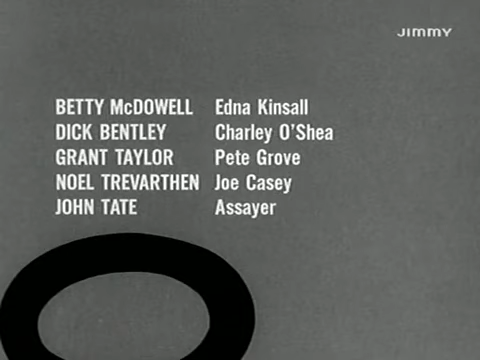 JIMMY
BETTY McDOWELL Edna Kinsall
DICK BENTLEY Charley O'Shea
GRANT TAYLOR Pete Grove
NOEL TREVARTHEN Joe Casey
JOHN TATE Assayer